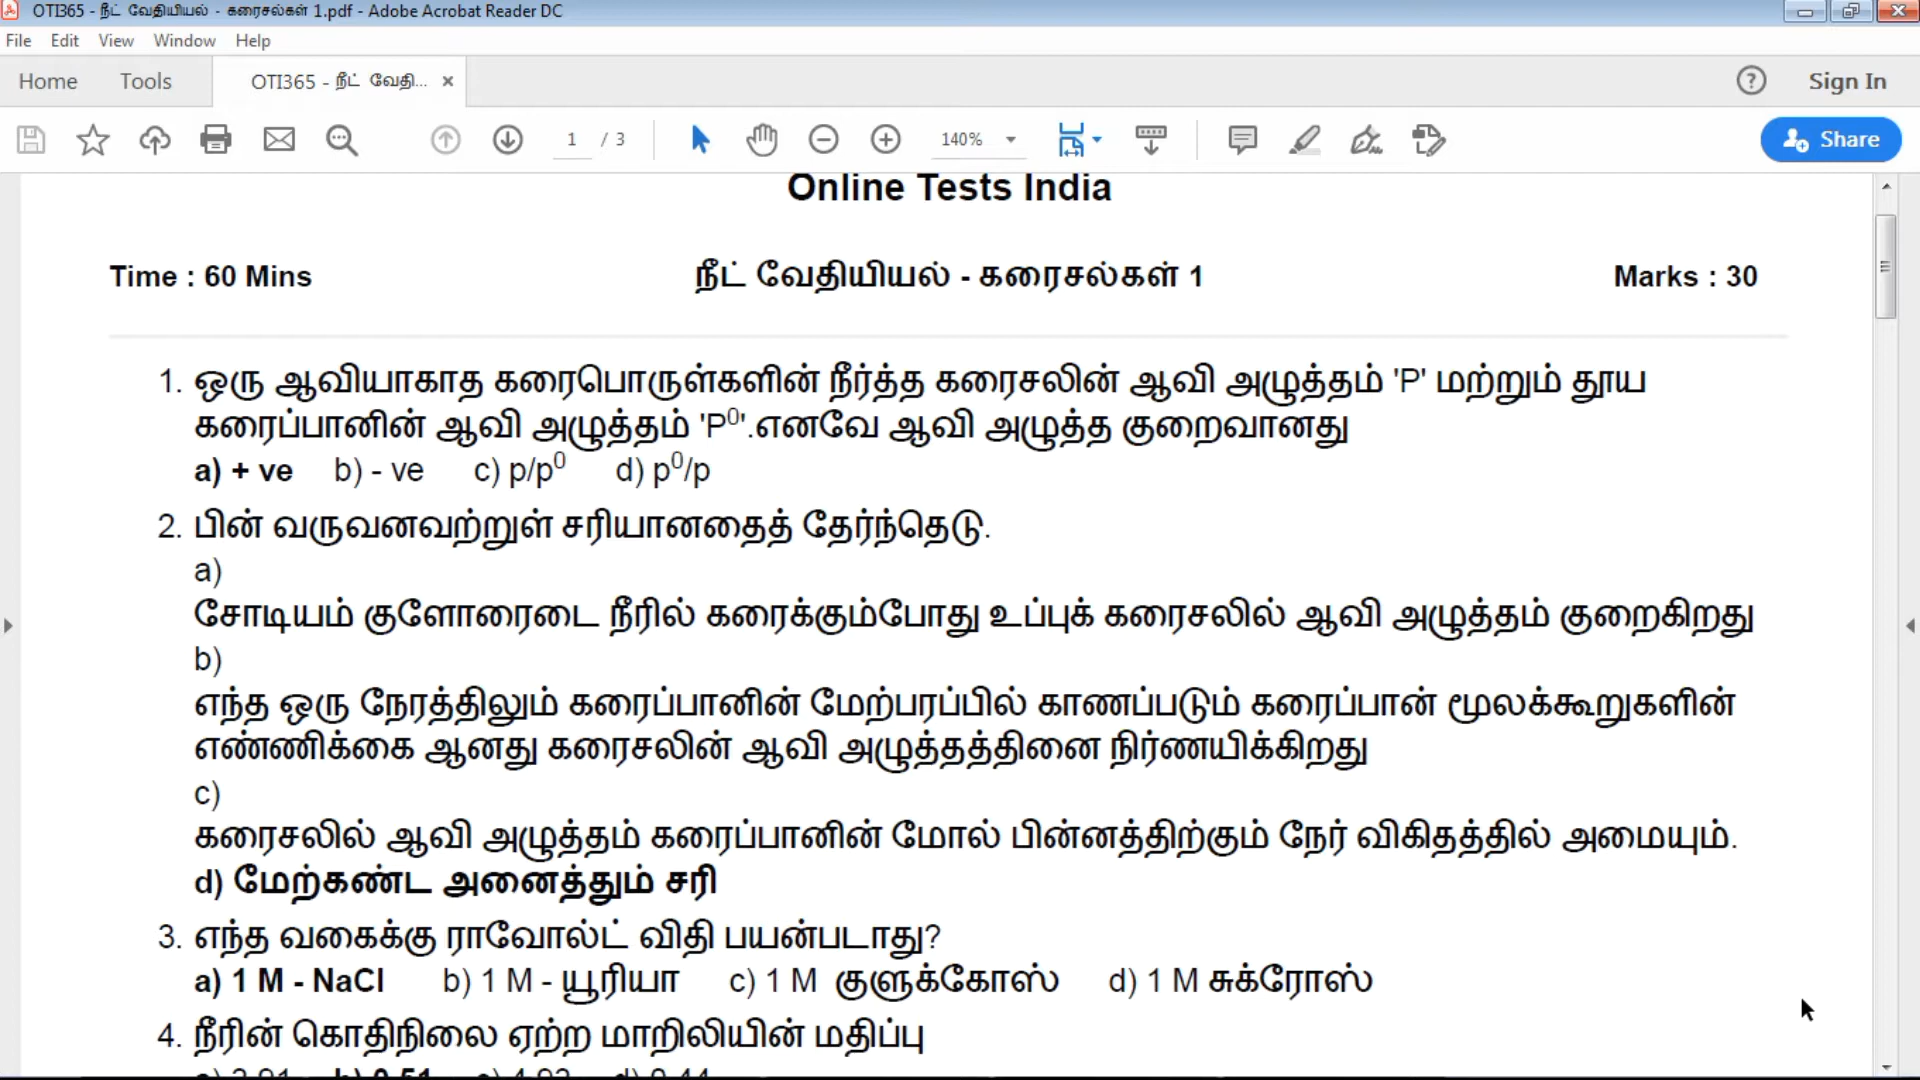 OTI365 - நீட் வேதியியல் - கரைசல்கள் 1.pdf - Adobe Acrobat Reader DC
File Edit View Window Help
Home Tools OTI365 - நீட் வேதி... × ? Sign In
1 / 3 140% Share
Online Tests India
Time : 60 Mins நீட் வேதியியல் - கரைசல்கள் 1 Marks : 30
1. ஒரு ஆவியாகாத கரைபொருள்களின் நீர்த்த கரைசலின் ஆவி அழுத்தம் 'P' மற்றும் தூய
கரைப்பானின் ஆவி அழுத்தம் 'P⁰'.எனவே ஆவி அழுத்த குறைவானது
a) + ve b) - ve c) p/p⁰ d) p⁰/p
2. பின் வருவனவற்றுள் சரியானதைத் தேர்ந்தெடு.
a)
சோடியம் குளோரைடை நீரில் கரைக்கும்போது உப்புக் கரைசலில் ஆவி அழுத்தம் குறைகிறது
b)
எந்த ஒரு நேரத்திலும் கரைப்பானின் மேற்பரப்பில் காணப்படும் கரைப்பான் மூலக்கூறுகளின்
எண்ணிக்கை ஆனது கரைசலின் ஆவி அழுத்தத்தினை நிர்ணயிக்கிறது
c)
கரைசலில் ஆவி அழுத்தம் கரைப்பானின் மோல் பின்னத்திற்கும் நேர் விகிதத்தில் அமையும்.
d) மேற்கண்ட அனைத்தும் சரி
3. எந்த வகைக்கு ராவோல்ட் விதி பயன்படாது?
a) 1 M - NaCl b) 1 M - யூரியா c) 1 M குளுக்கோஸ் d) 1 M சுக்ரோஸ்
4. நீரின் கொதிநிலை ஏற்ற மாறிலியின் மதிப்பு